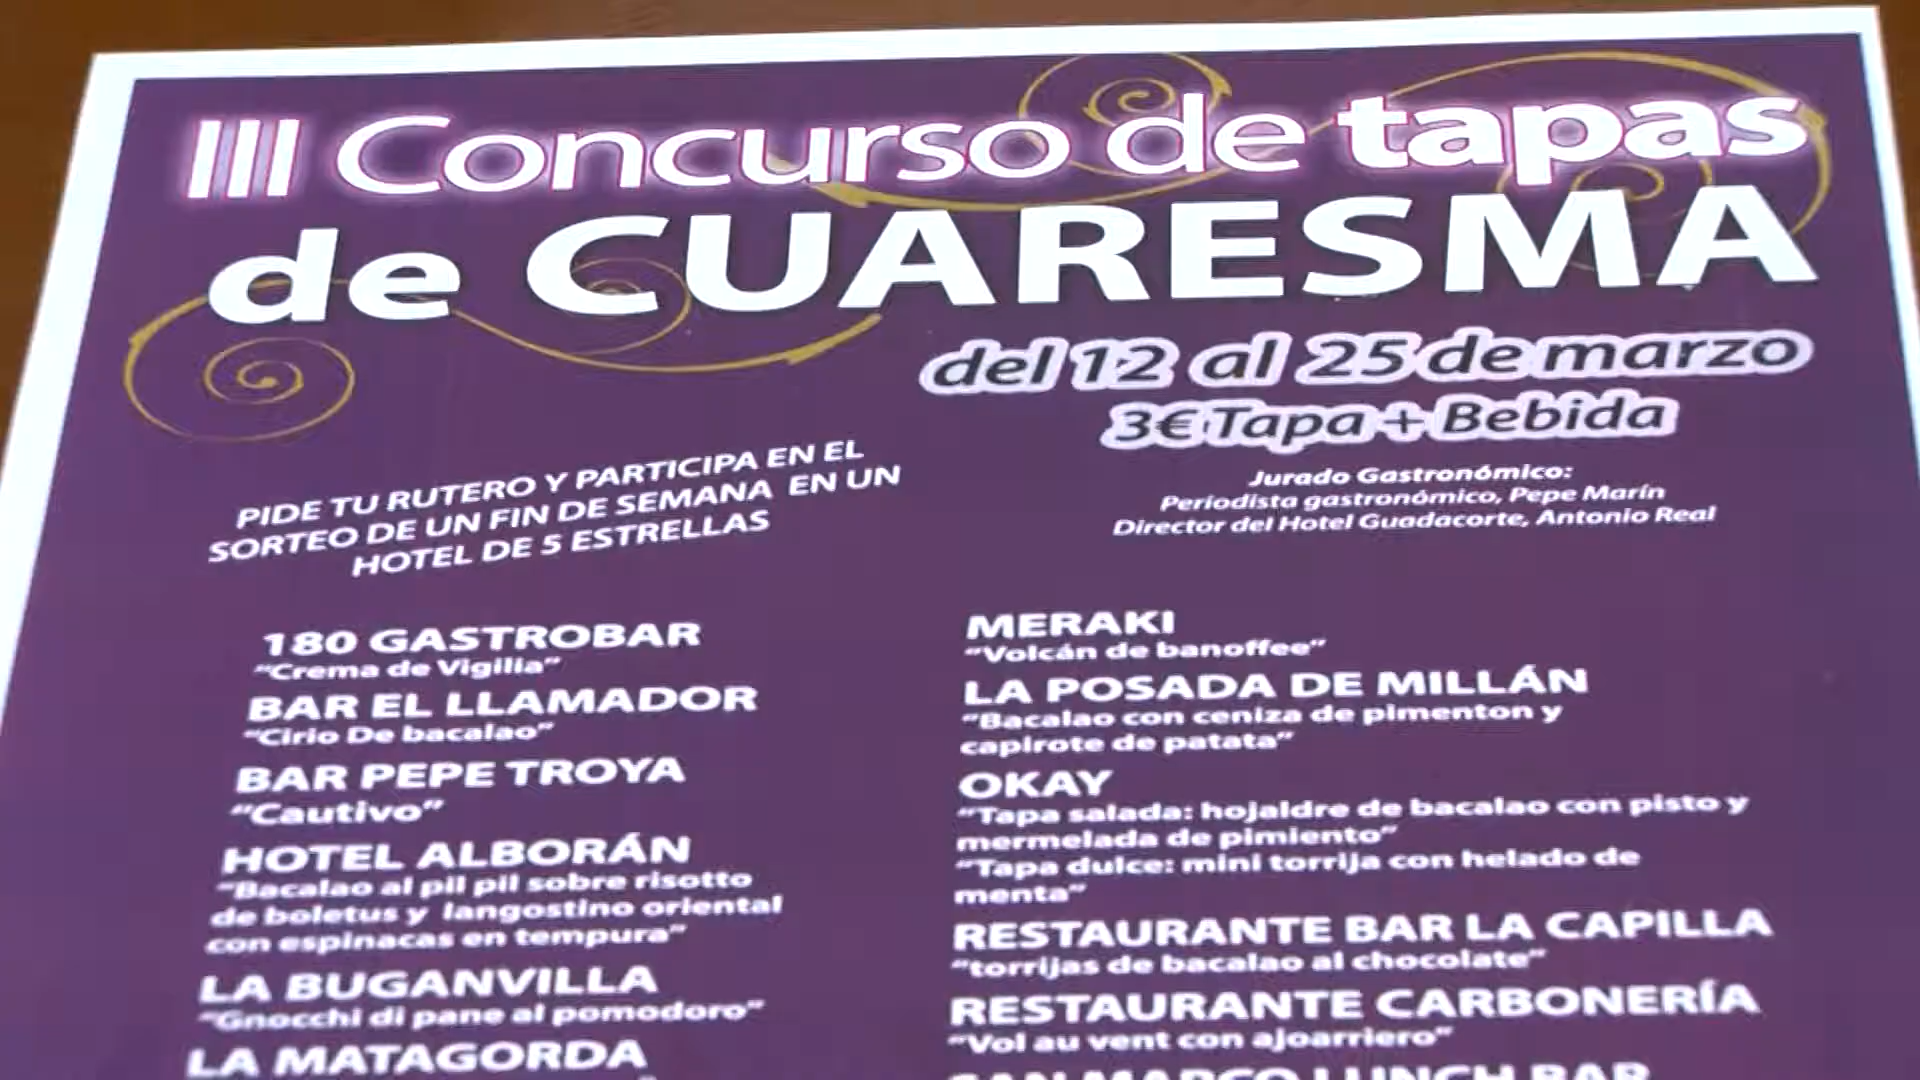 III Concurso de tapas
de CUARESMA
del 12 al 25 de marzo
3€ Tapa + Bebida
PIDE TU RUTERO Y PARTICIPA EN EL
SORTEO DE UN FIN DE SEMANA EN UN
HOTEL DE 5 ESTRELLAS
Jurado Gastronómico:
Periodista gastronómico, Pepe Marín
Director del Hotel Guadacorte, Antonio Real
180 GASTROBAR
“Crema de Vigilia”
BAR EL LLAMADOR
“Cirio De bacalao”
BAR PEPE TROYA
“Cautivo”
HOTEL ALBORÁN
“Bacalao al pil pil sobre risotto
de boletus y langostino oriental
con espinacas en tempura”
LA BUGANVILLA
“Gnocchi di pane al pomodoro”
LA MATAGORDA
MERAKI
“Volcán de banoffee”
LA POSADA DE MILLÁN
“Bacalao con ceniza de pimenton y
capirote de patata”
OKAY
“Tapa salada: hojaldre de bacalao con pisto y
mermelada de pimiento”
“Tapa dulce: mini torrija con helado de
menta”
RESTAURANTE BAR LA CAPILLA
“torrijas de bacalao al chocolate”
RESTAURANTE CARBONERÍA
“Vol au vent con ajoarriero”
SAN MARCO LUNCH BAR